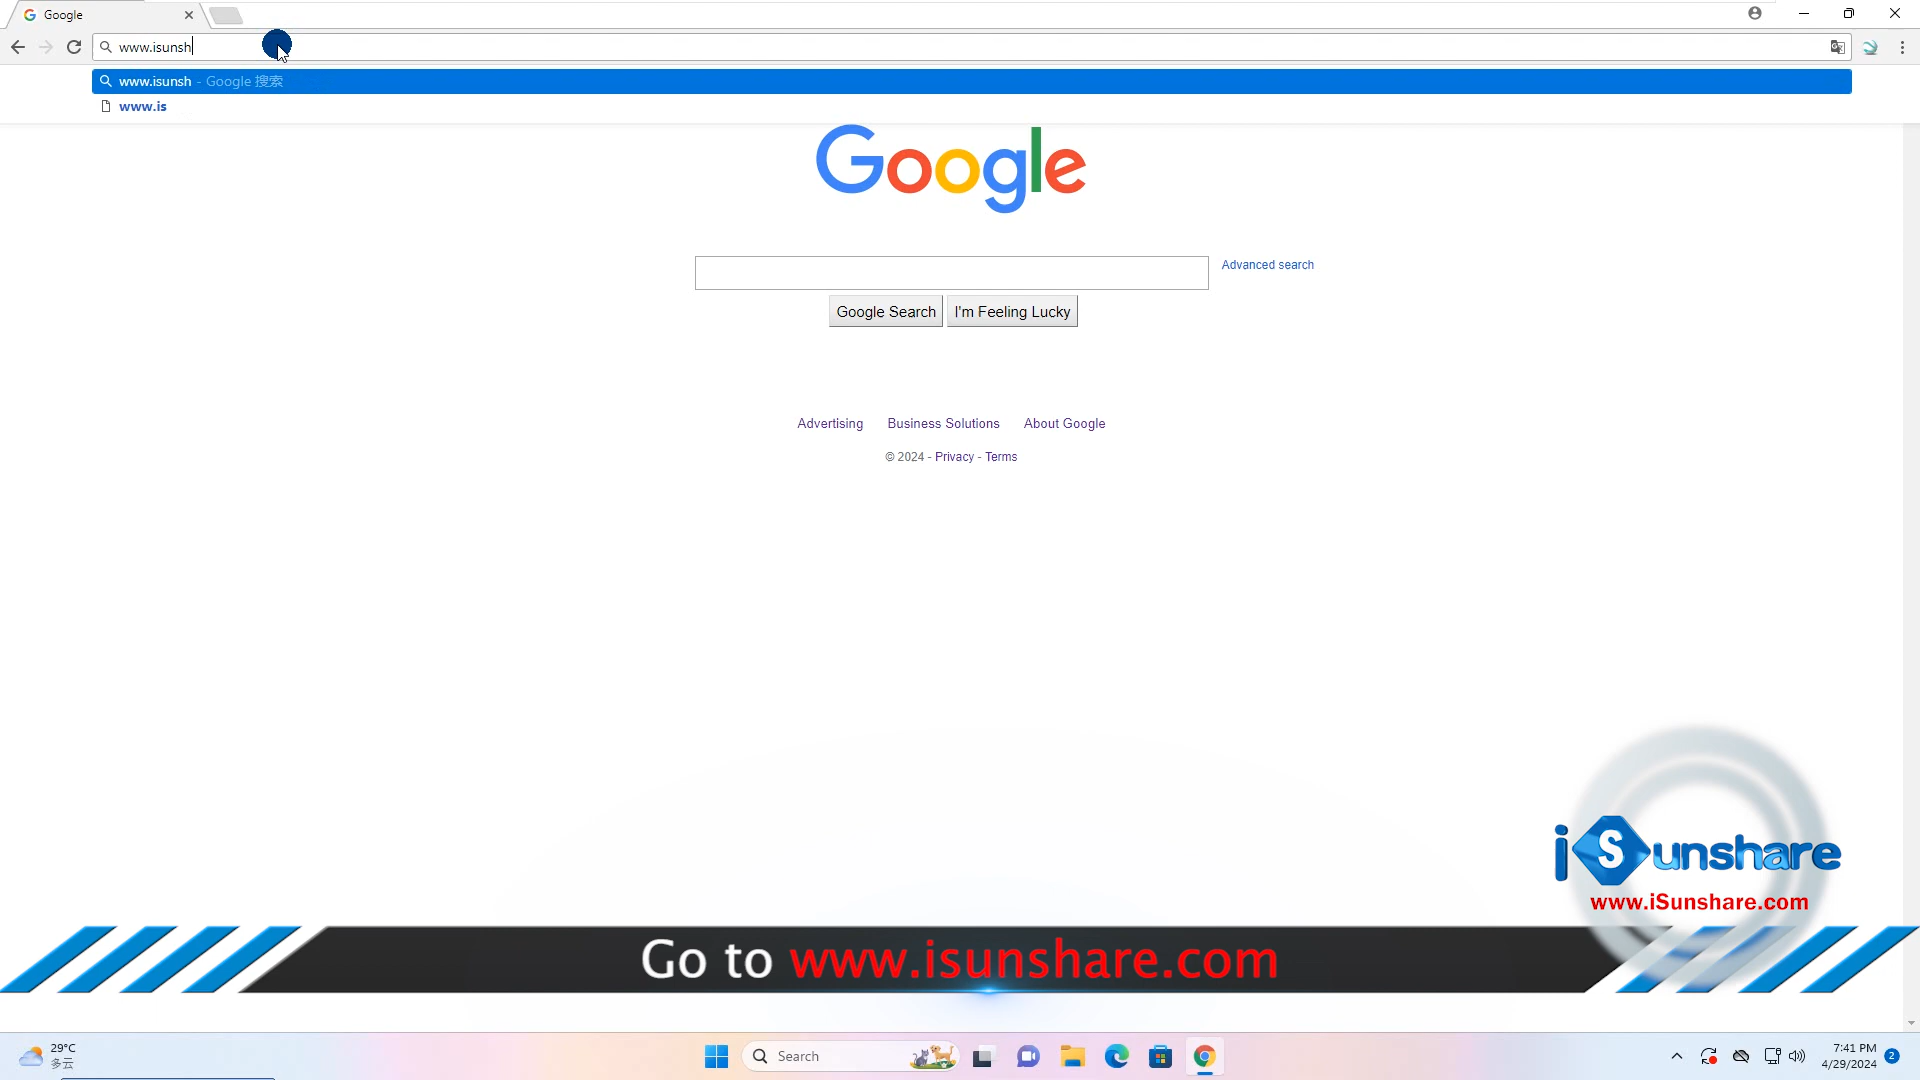 Google
www.isunsh
www.isunsh - Google 搜索
www.is
Google
Advanced search
Google Search
I'm Feeling Lucky
Advertising Business Solutions About Google
© 2024 - Privacy - Terms
iSunshare
www.iSunshare.com
Go to www.isunshare.com
29°C
多云
Search
7:41 PM
4/29/2024
2